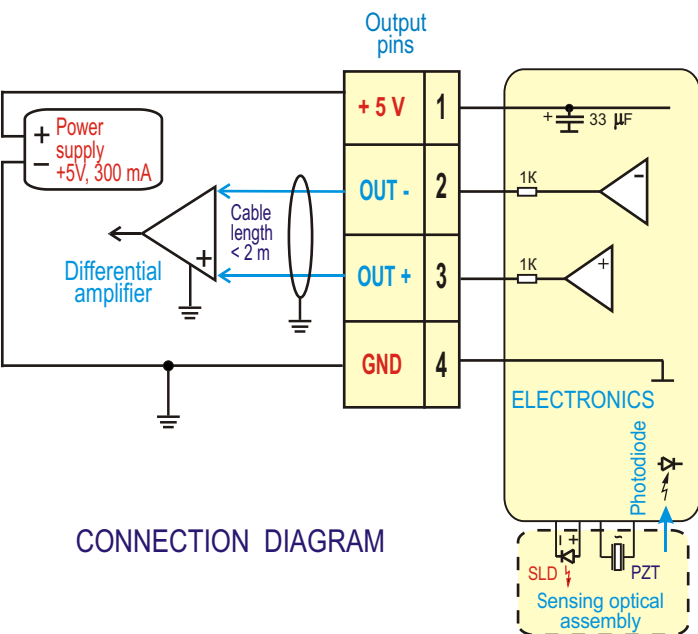 Output
pins
+ 5 V 1
OUT - 2
OUT + 3
GND 4
+ Power
− supply
+5V, 300 mA
Cable
length
< 2 m
+
Differential
amplifier
+ 33 μF
1K -
1K +
ELECTRONICS
Photodiode
CONNECTION DIAGRAM
− + ~
SLD PZT
Sensing optical
assembly